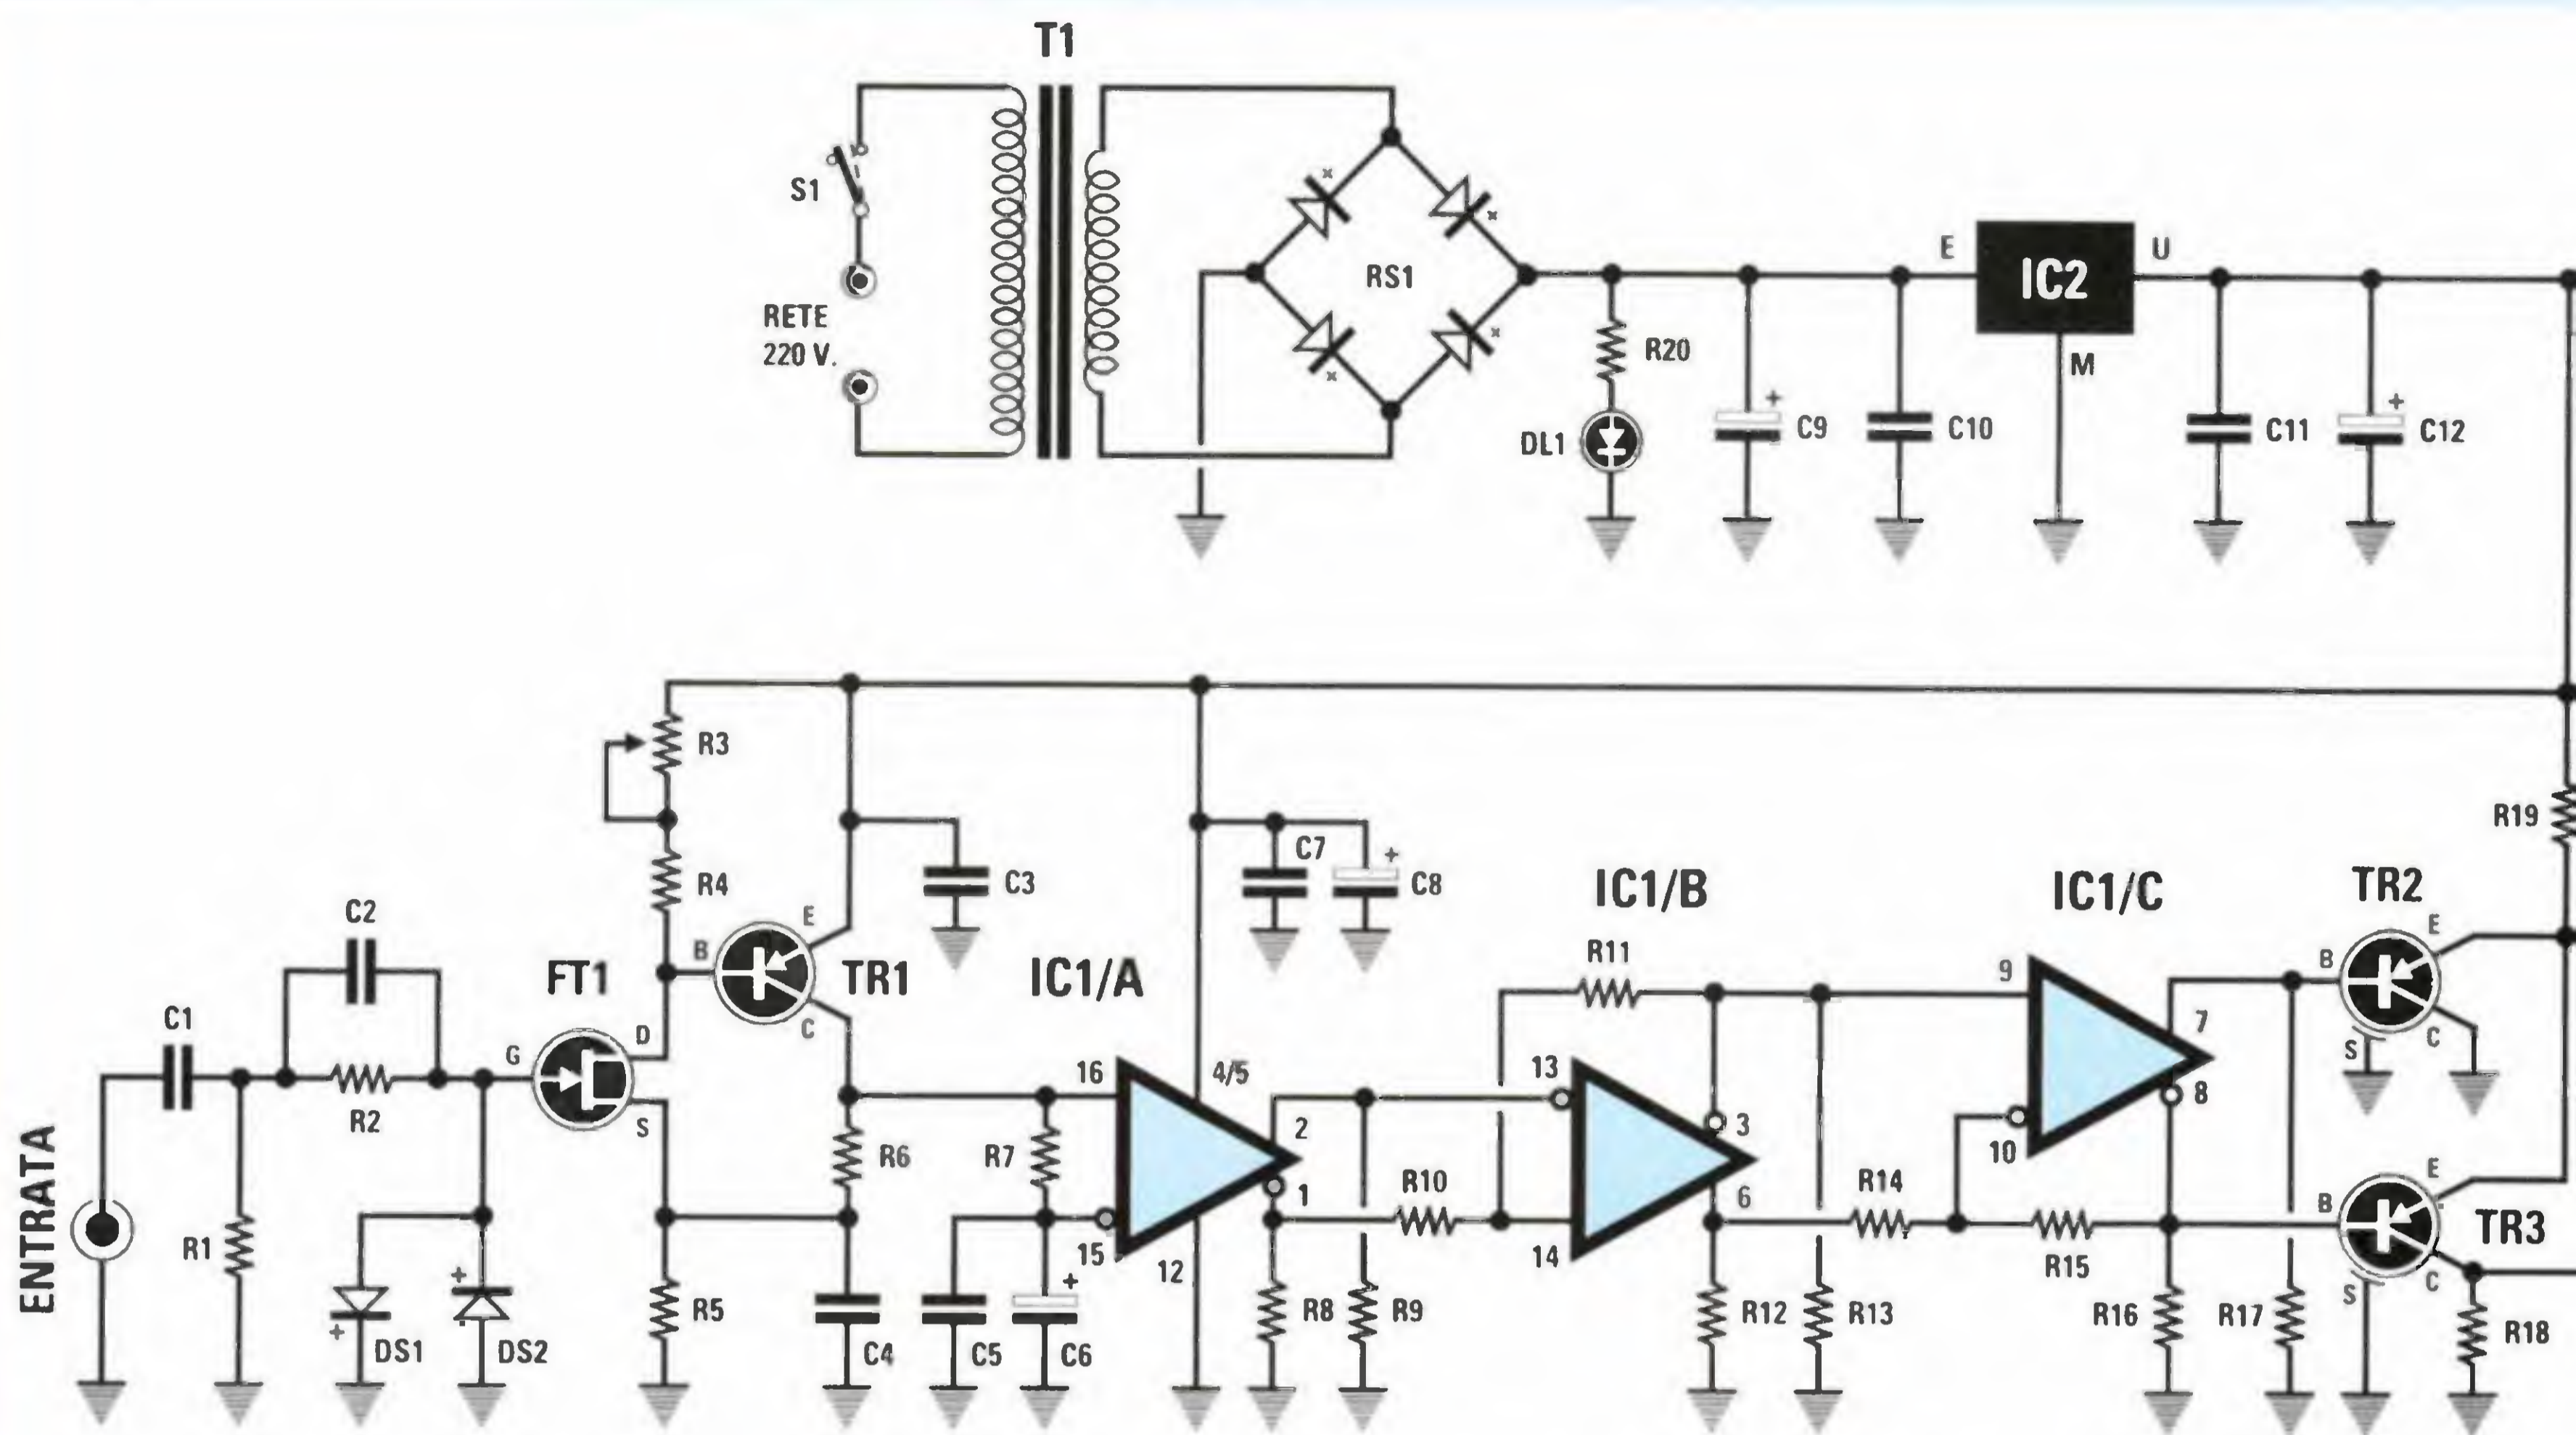 T1
S1
RETE
220 V.
RS1
R20
DL1
+
C9
C10
E
IC2
U
M
C11
+
C12
R3
R4
C3
C7
+
C8
R19
C1
C2
R2
G
FT1
D
S
B
E
C
TR1
IC1/A
16
4/5
2
1
15
12
IC1/B
R11
13
3
6
14
IC1/C
9
7
8
10
TR2
B
E
C
S
ENTRATA
R1
+
DS1
+
DS2
R5
R6
R7
C4
C5
+
C6
R8
R9
R10
R12
R13
R14
R15
R16
R17
B
E
C
S
TR3
R18